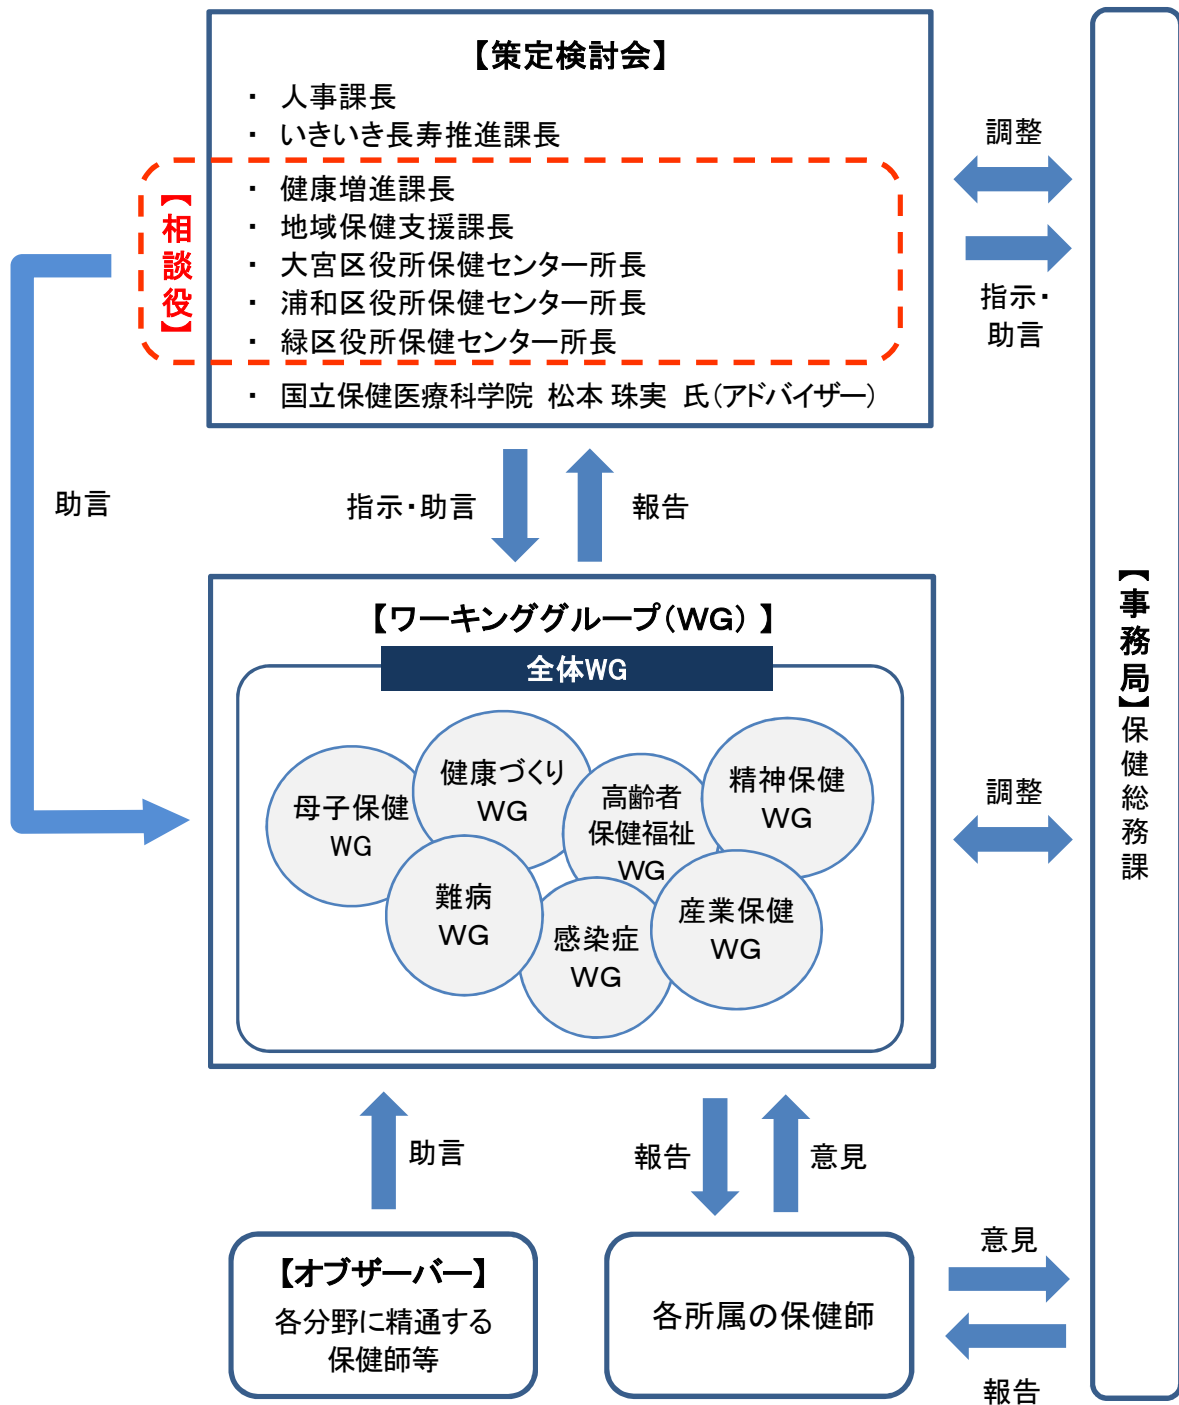 【策定検討会】
・ 人事課長
・ いきいき長寿推進課長
・ 健康増進課長
・ 地域保健支援課長
・ 大宮区役所保健センター所長
・ 浦和区役所保健センター所長
・ 緑区役所保健センター所長
・ 国立保健医療科学院 松本 珠実 氏（アドバイザー）
【相談役】
調整
指示・
助言
助言
指示・助言
報告
【ワーキンググループ（WG）】
全体WG
母子保健
WG
健康づくり
WG
高齢者
保健福祉
WG
精神保健
WG
難病
WG
感染症
WG
産業保健
WG
調整
【事務局】保健総務課
助言
報告
意見
【オブザーバー】
各分野に精通する
保健師等
各所属の保健師
意見
報告